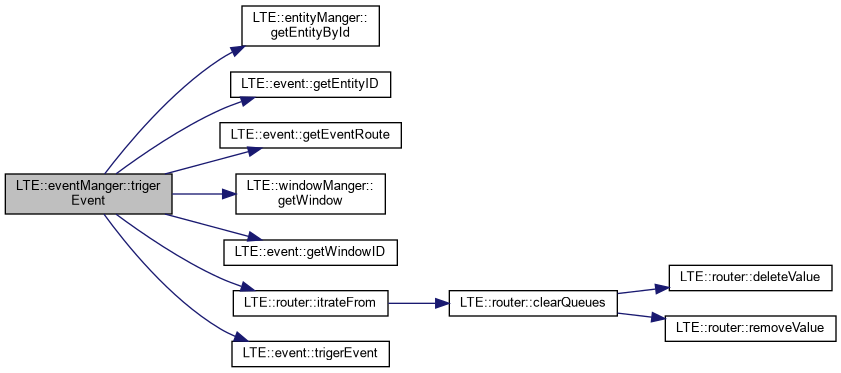 LTE::entityManger::
getEntityById
LTE::event::getEntityID
LTE::event::getEventRoute
LTE::eventManger::triger
Event
LTE::windowManger::
getWindow
LTE::event::getWindowID
LTE::router::itrateFrom
LTE::router::clearQueues
LTE::router::deleteValue
LTE::router::removeValue
LTE::event::trigerEvent